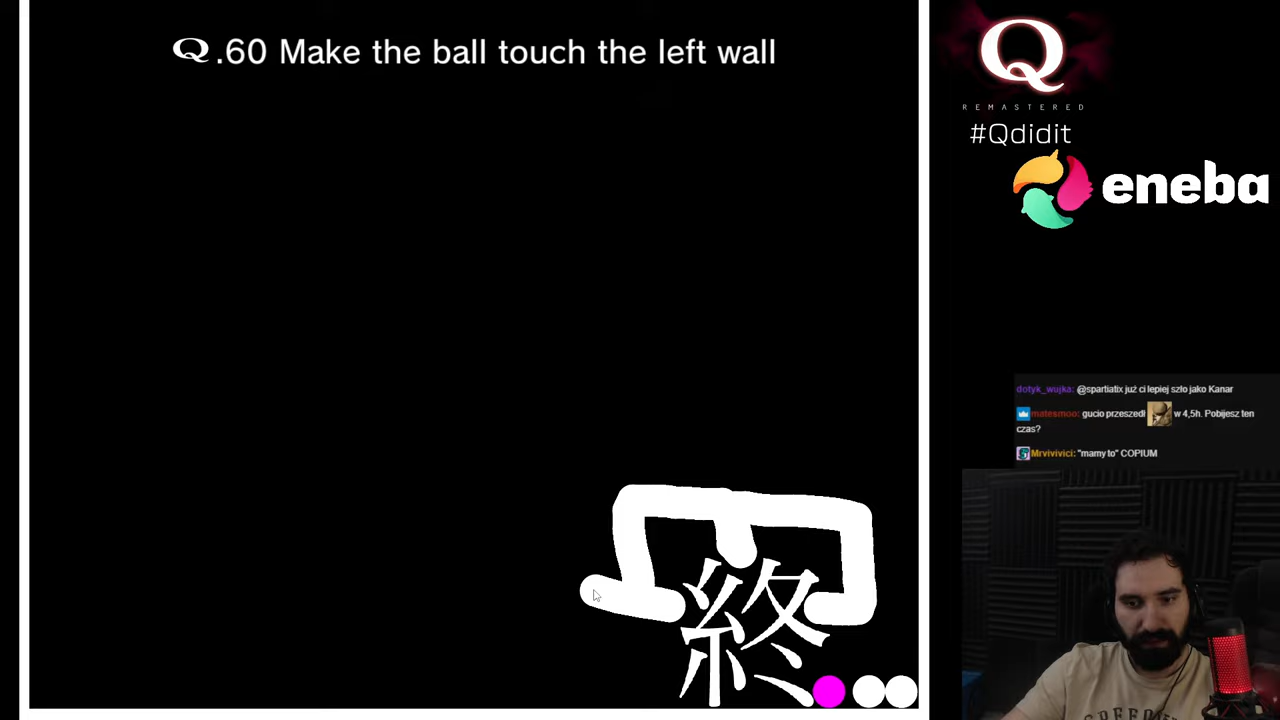 Q.60 Make the ball touch the left wall
Q
REMASTERED
#Qdidit
eneba
dotyk_wujka: @spartiatix już ci lepiej szło jako Kanar
matesmoo: gucio przeszedł w 4,5h. Pobijesz ten
czas?
Mrvivivici: "mamy to" COPIUM
終